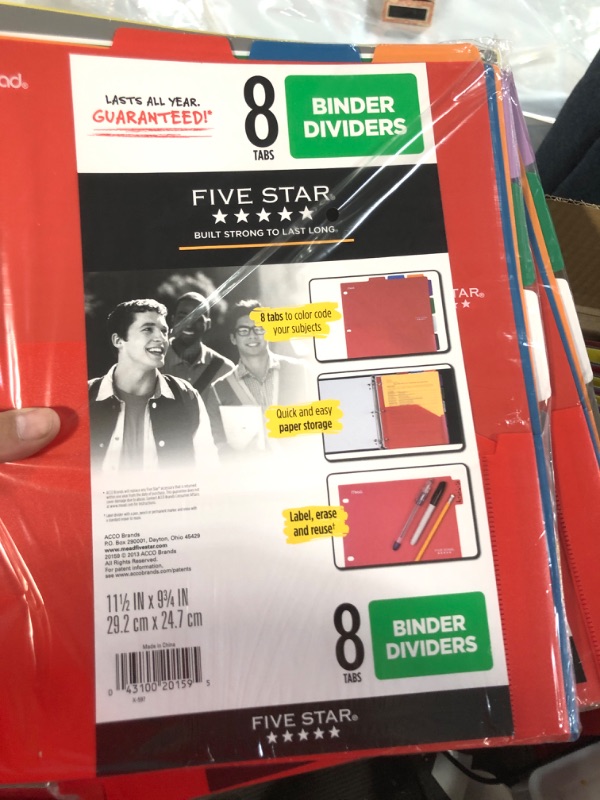 ad®
LASTS ALL YEAR.
GUARANTEED!*
8
TABS
BINDER
DIVIDERS
FIVE STAR®
BUILT STRONG TO LAST LONG®
8 tabs to color code
your subjects
TAR®
Quick and easy
paper storage
Label, erase
and reuse†
ACCO Brands
P.O. Box 290001, Dayton, Ohio 45429
www.meadfivestar.com
20159 © 2013 ACCO Brands
All Rights Reserved.
For patent information,
see www.accobrands.com/patents
11½ IN x 9¾ IN
29.2 cm x 24.7 cm
Made in China
0 43100 20159 5
8
TABS
BINDER
DIVIDERS
FIVE STAR®